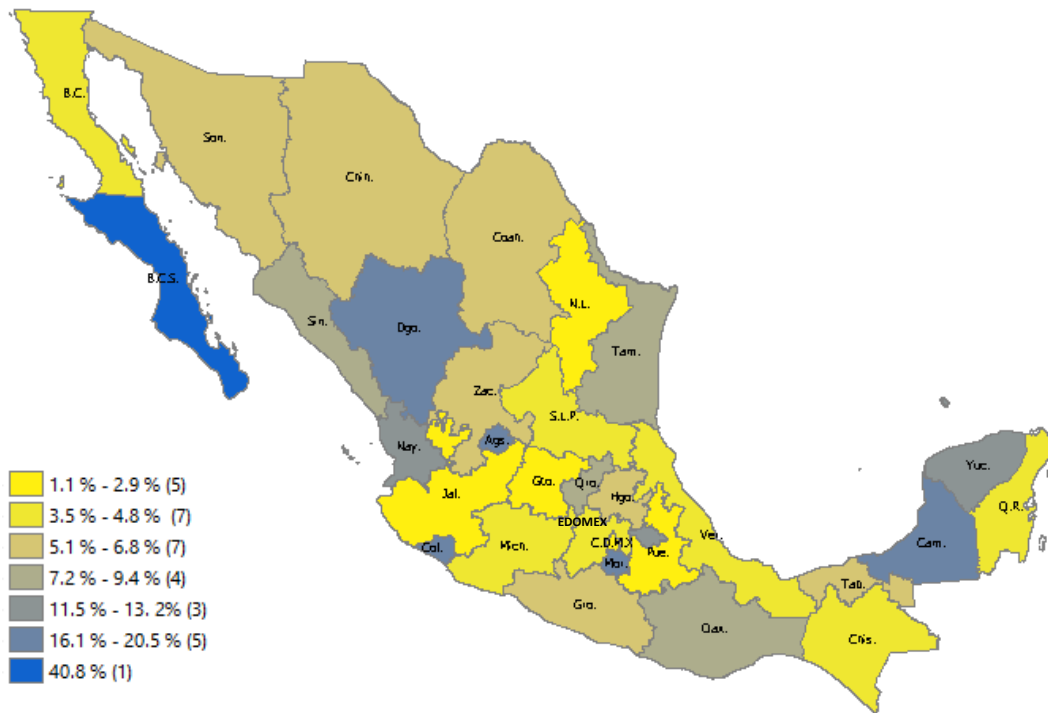 B.C.
Son.
Chih.
Coah.
B.C.S.
N.L.
Sin.
Dgo.
Tam.
Zac.
S.L.P.
Nay.
Ags.
Yuc.
Jal.
Gto.
Qro.
Hgo.
Q.R.
EDOMEX
Col.
Mich.
C.D.M.X
Pue.
Ver.
Cam.
Mor.
Tab.
Gro.
Oax.
Chis.
1.1 % - 2.9 % (5)
3.5% - 4.8 % (7)
5.1% - 6.8 % (7)
7.2 % - 9.4 % (4)
11.5 % - 13. 2% (3)
16.1 % - 20.5 % (5)
40.8 % (1)